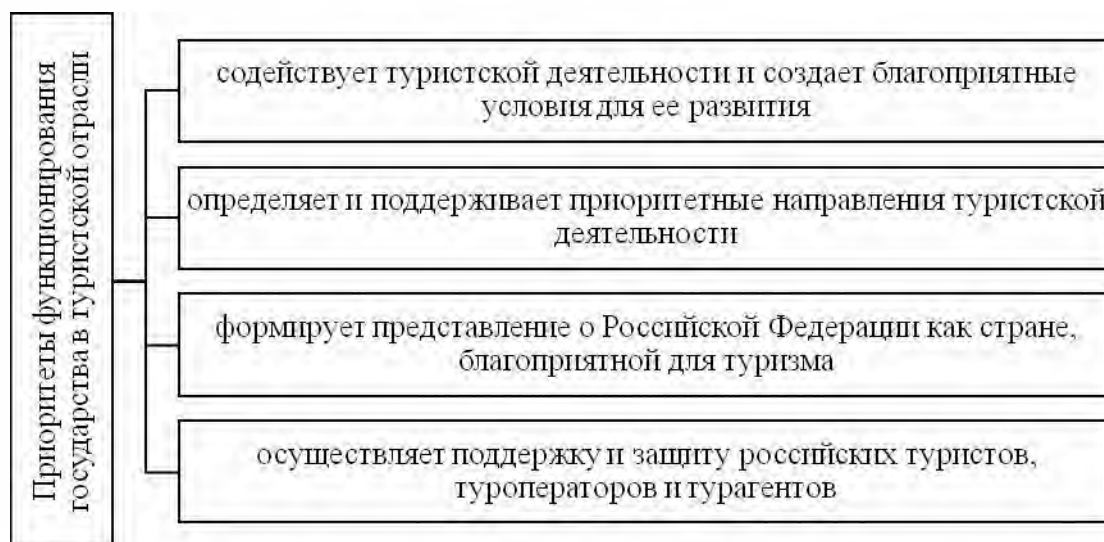 Приоритеты функционирования
государства в туристской отрасли
содействует туристской деятельности и создает благоприятные
условия для ее развития
определяет и поддерживает приоритетные направления туристской
деятельности
формирует представление о Российской Федерации как стране,
благоприятной для туризма
осуществляет поддержку и защиту российских туристов,
туроператоров и турагентов